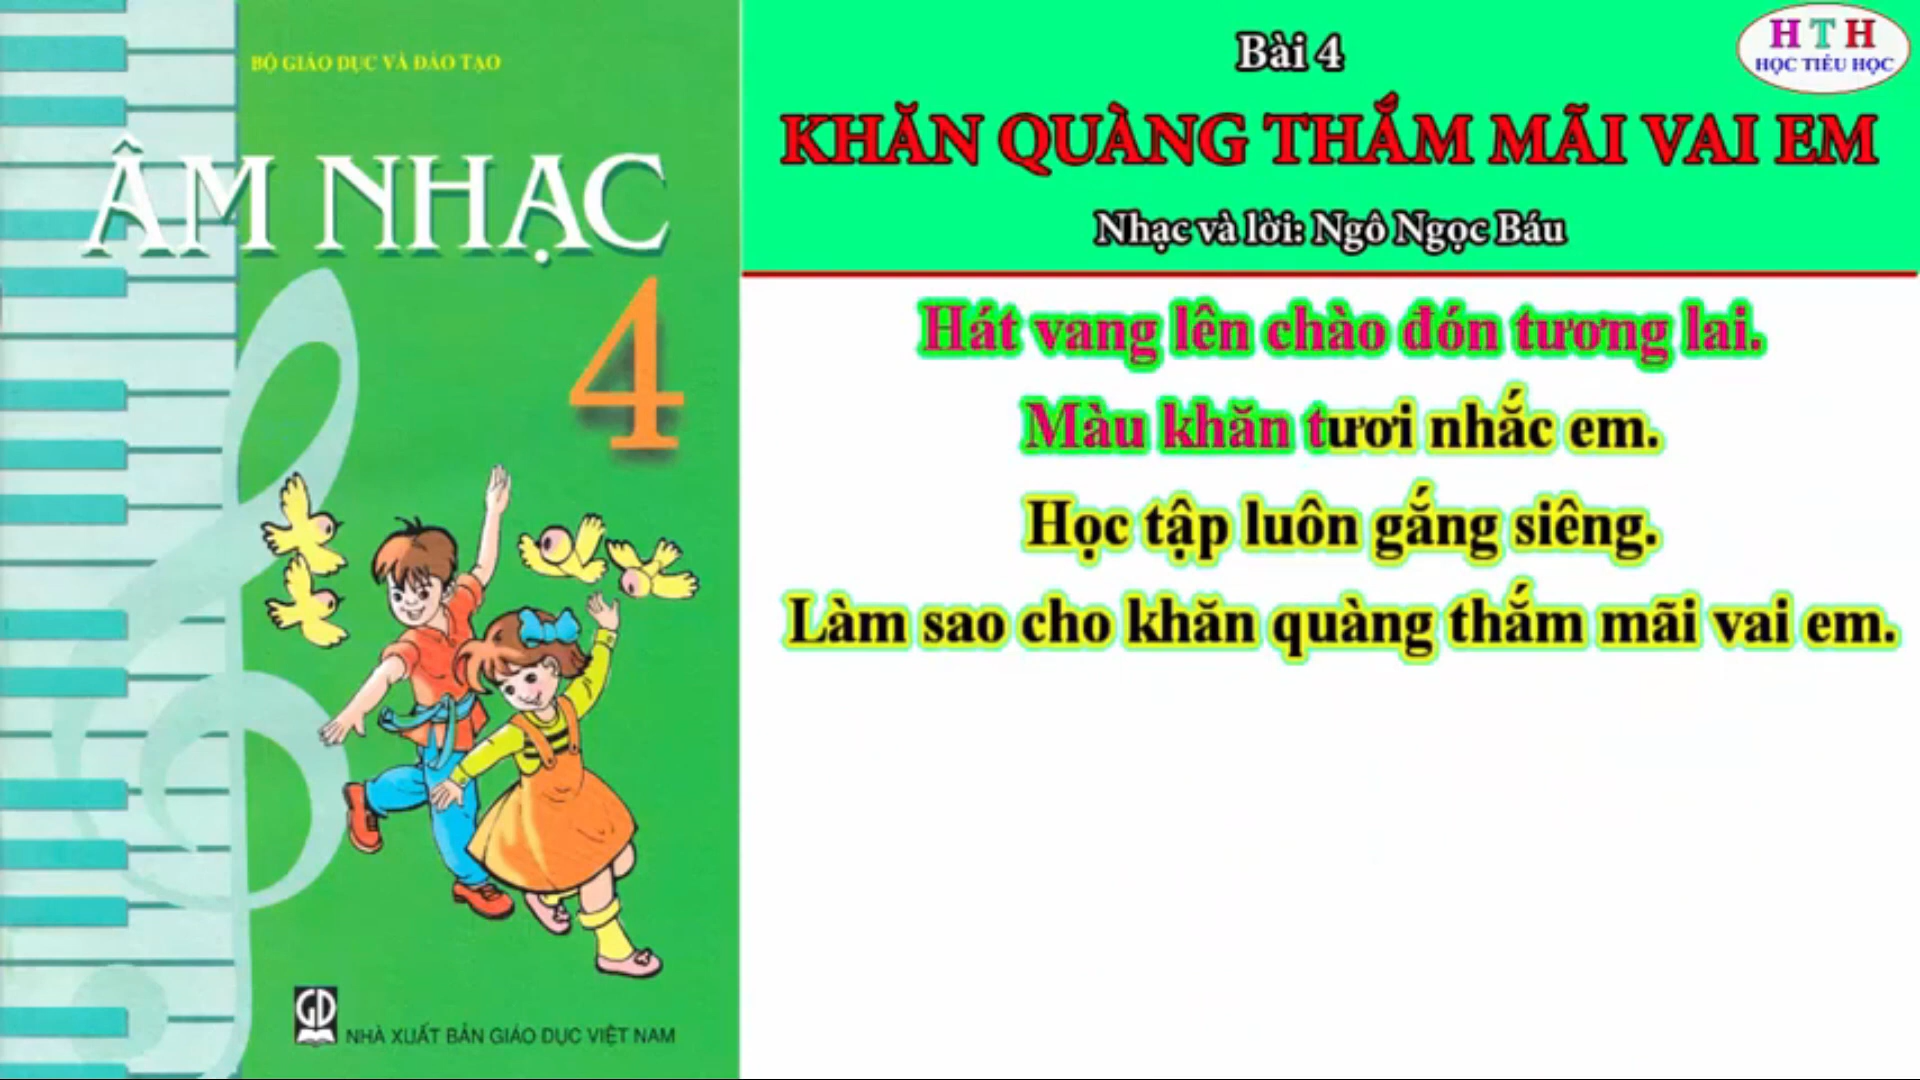 BỘ GIÁO DỤC VÀ ĐÀO TẠO
ÂM NHẠC
4
GD
NHÀ XUẤT BẢN GIÁO DỤC VIỆT NAM
HTH
HỌC TIỂU HỌC
Bài 4
KHĂN QUÀNG THẮM MÃI VAI EM
Nhạc và lời: Ngô Ngọc Báu
Hát vang lên chào đón tương lai.
Màu khăn tươi nhắc em.
Học tập luôn gắng siêng.
Làm sao cho khăn quàng thắm mãi vai em.